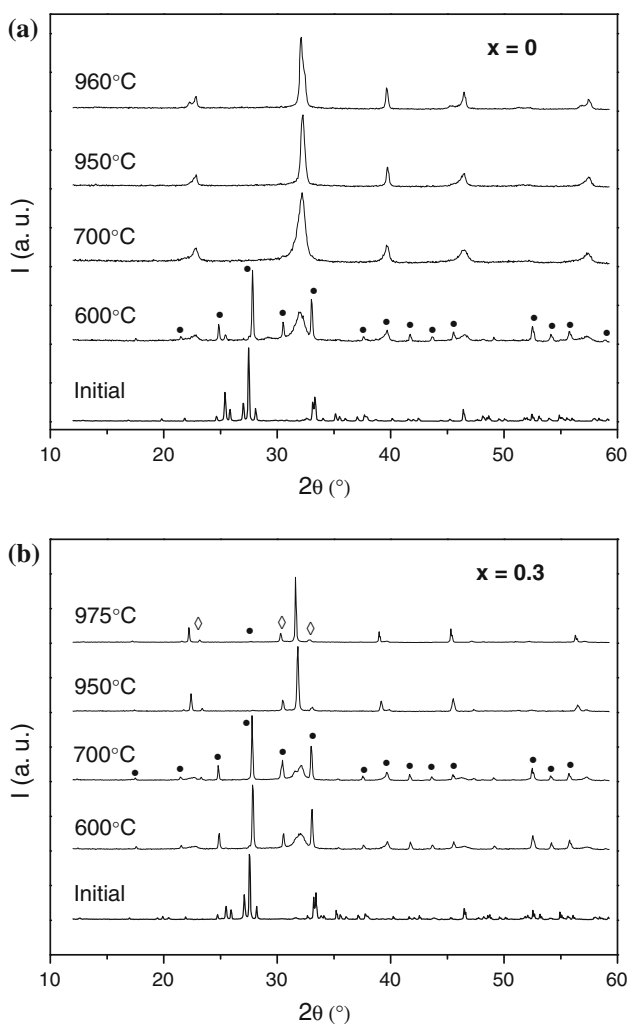 (a)
x = 0
960°C
950°C
700°C
600°C
Initial
I (a. u.)
10 20 30 40 50 60
2θ (°)
(b)
x = 0.3
975°C
950°C
700°C
600°C
Initial
I (a. u.)
10 20 30 40 50 60
2θ (°)